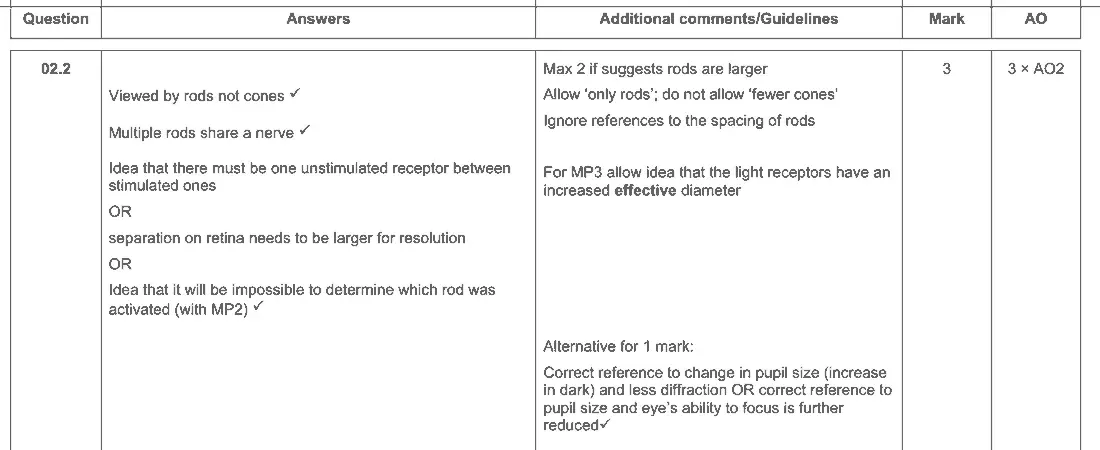 Question Answers Additional comments/Guidelines Mark AO
02.2 Max 2 if suggests rods are larger 3 3 × AO2
Viewed by rods not cones ✓ Allow 'only rods'; do not allow 'fewer cones'
Ignore references to the spacing of rods
Multiple rods share a nerve ✓
Idea that there must be one unstimulated receptor between
stimulated ones
For MP3 allow idea that the light receptors have an
increased effective diameter
OR
separation on retina needs to be larger for resolution
OR
Idea that it will be impossible to determine which rod was
activated (with MP2) ✓
Alternative for 1 mark:
Correct reference to change in pupil size (increase
in dark) and less diffraction OR correct reference to
pupil size and eye's ability to focus is further
reduced✓